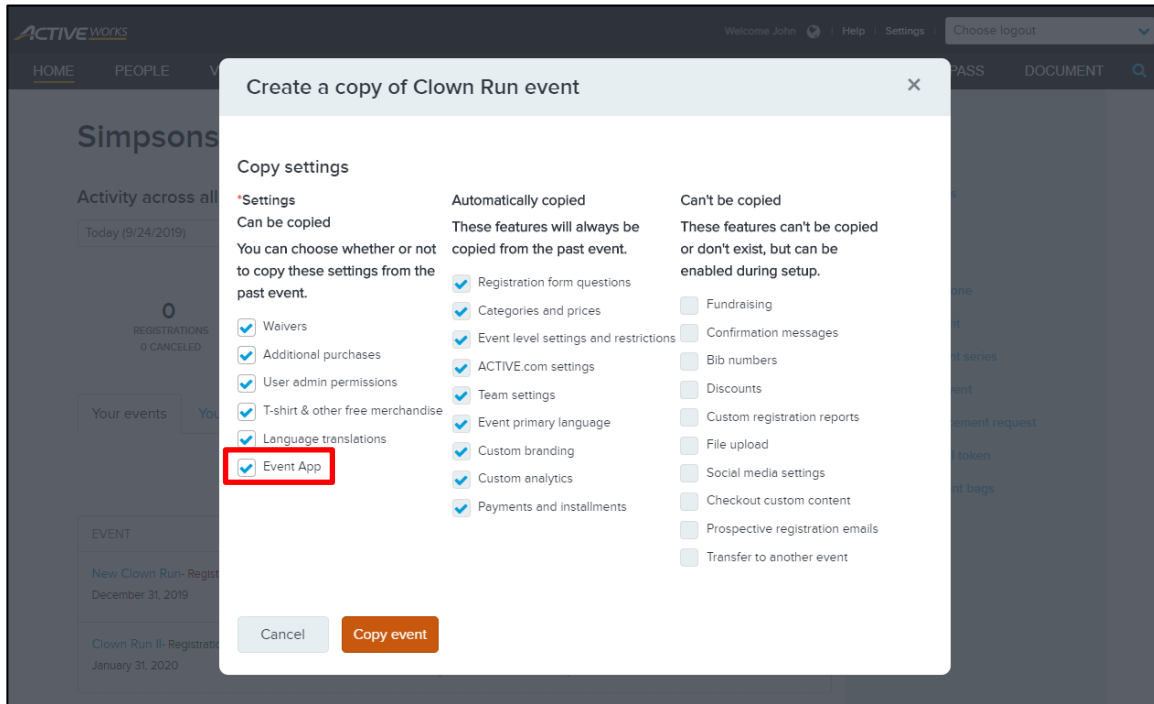 ACTIVEWORKS
Welcome John
Help
Settings
Choose logout
HOME
PEOPLE
PASS
DOCUMENT
Create a copy of Clown Run event
×
Simpsons
Activity across all
Today (9/24/2019)
0
REGISTRATIONS
0 CANCELED
Your events
EVENT
New Clown Run- Regist
December 31, 2019
Clown Run II- Registratio
January 31, 2020
Copy settings
*Settings
Can be copied
You can choose whether or not
to copy these settings from the
past event.
Waivers
Additional purchases
User admin permissions
T-shirt & other free merchandise
Language translations
Event App
Automatically copied
These features will always be
copied from the past event.
Registration form questions
Categories and prices
Event level settings and restrictions
ACTIVE.com settings
Team settings
Event primary language
Custom branding
Custom analytics
Payments and installments
Can't be copied
These features can't be copied
or don't exist, but can be
enabled during setup.
Fundraising
Confirmation messages
Bib numbers
Discounts
Custom registration reports
File upload
Social media settings
Checkout custom content
Prospective registration emails
Transfer to another event
Cancel
Copy event
one
nt series
ement request
token
nt bags